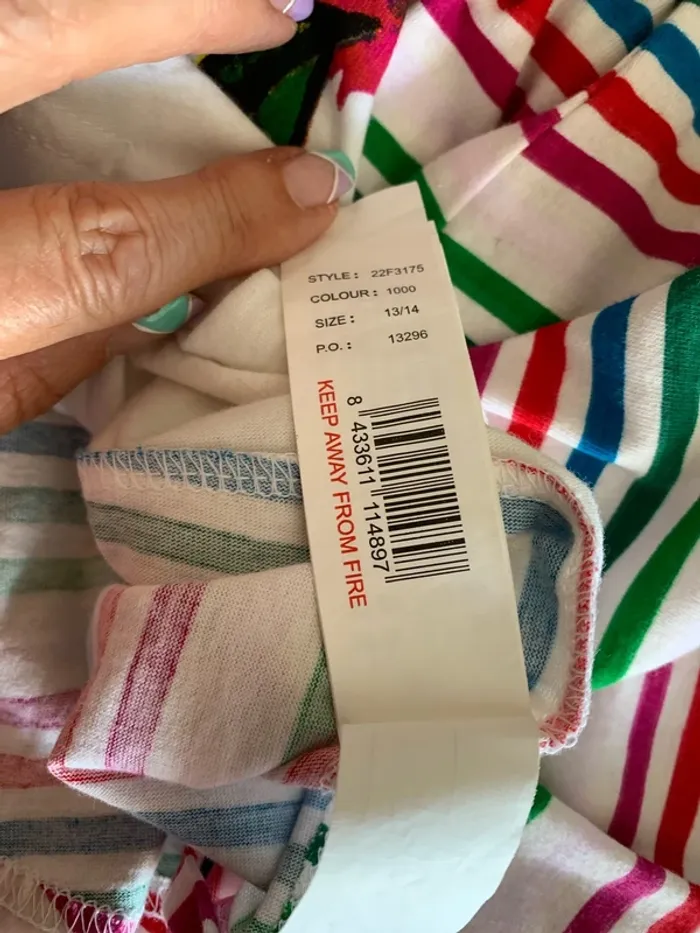 STYLE: 22F3175
COLOUR: 1000
SIZE: 13/14
P.O.: 13296
8 433611 114897
KEEP AWAY FROM FIRE